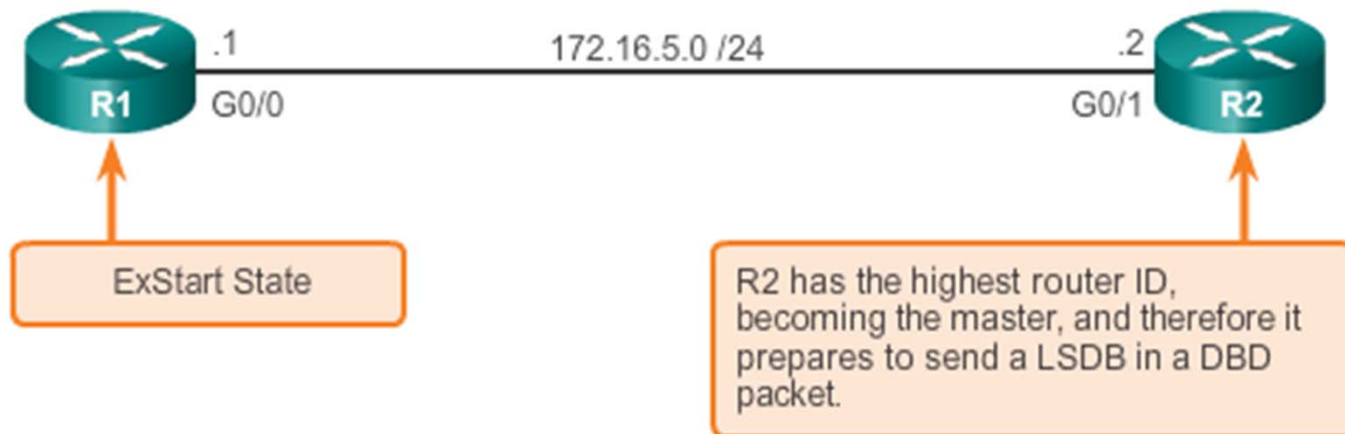 .1
172.16.5.0 /24
.2
R1
G0/0
G0/1
R2
ExStart State
R2 has the highest router ID,
becoming the master, and therefore it
prepares to send a LSDB in a DBD
packet.